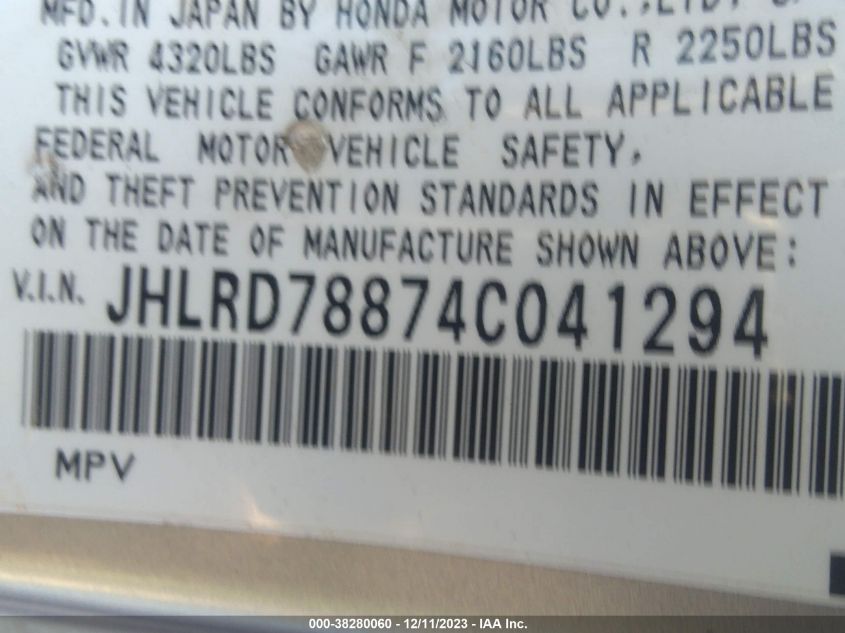 MFD. IN JAPAN BY HONDA MOTOR CO.,LTD.
GVWR 4320LBS GAWR F 2160LBS R 2250LBS
THIS VEHICLE CONFORMS TO ALL APPLICABLE
FEDERAL MOTOR VEHICLE SAFETY,
AND THEFT PREVENTION STANDARDS IN EFFECT
ON THE DATE OF MANUFACTURE SHOWN ABOVE:
V.I.N. JHLRD78874C041294
MPV
000-38280060 - 12/11/2023 - IAA Inc.